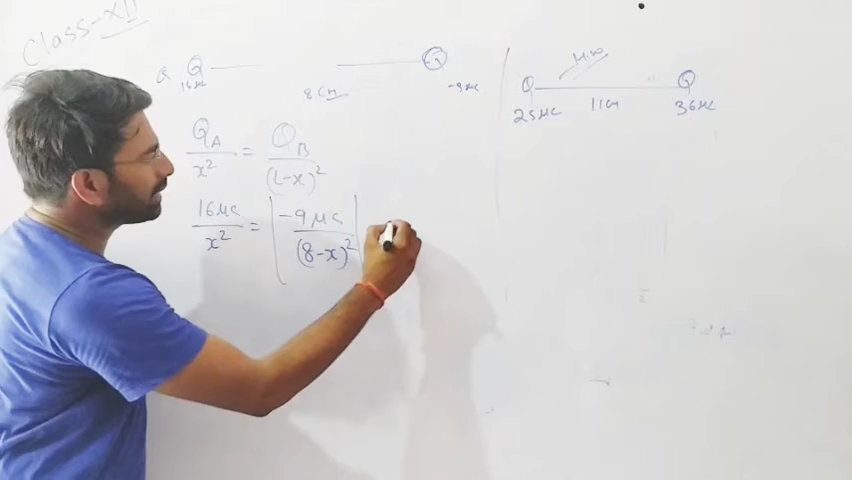 Class-XII
Q Q
16μc 8 cm -9μc
Q_A/x² = Q_B/(L-x)²
16μc/x² = |-9μc/(8-x)²|
Q Q
25μc 11cm 36μc